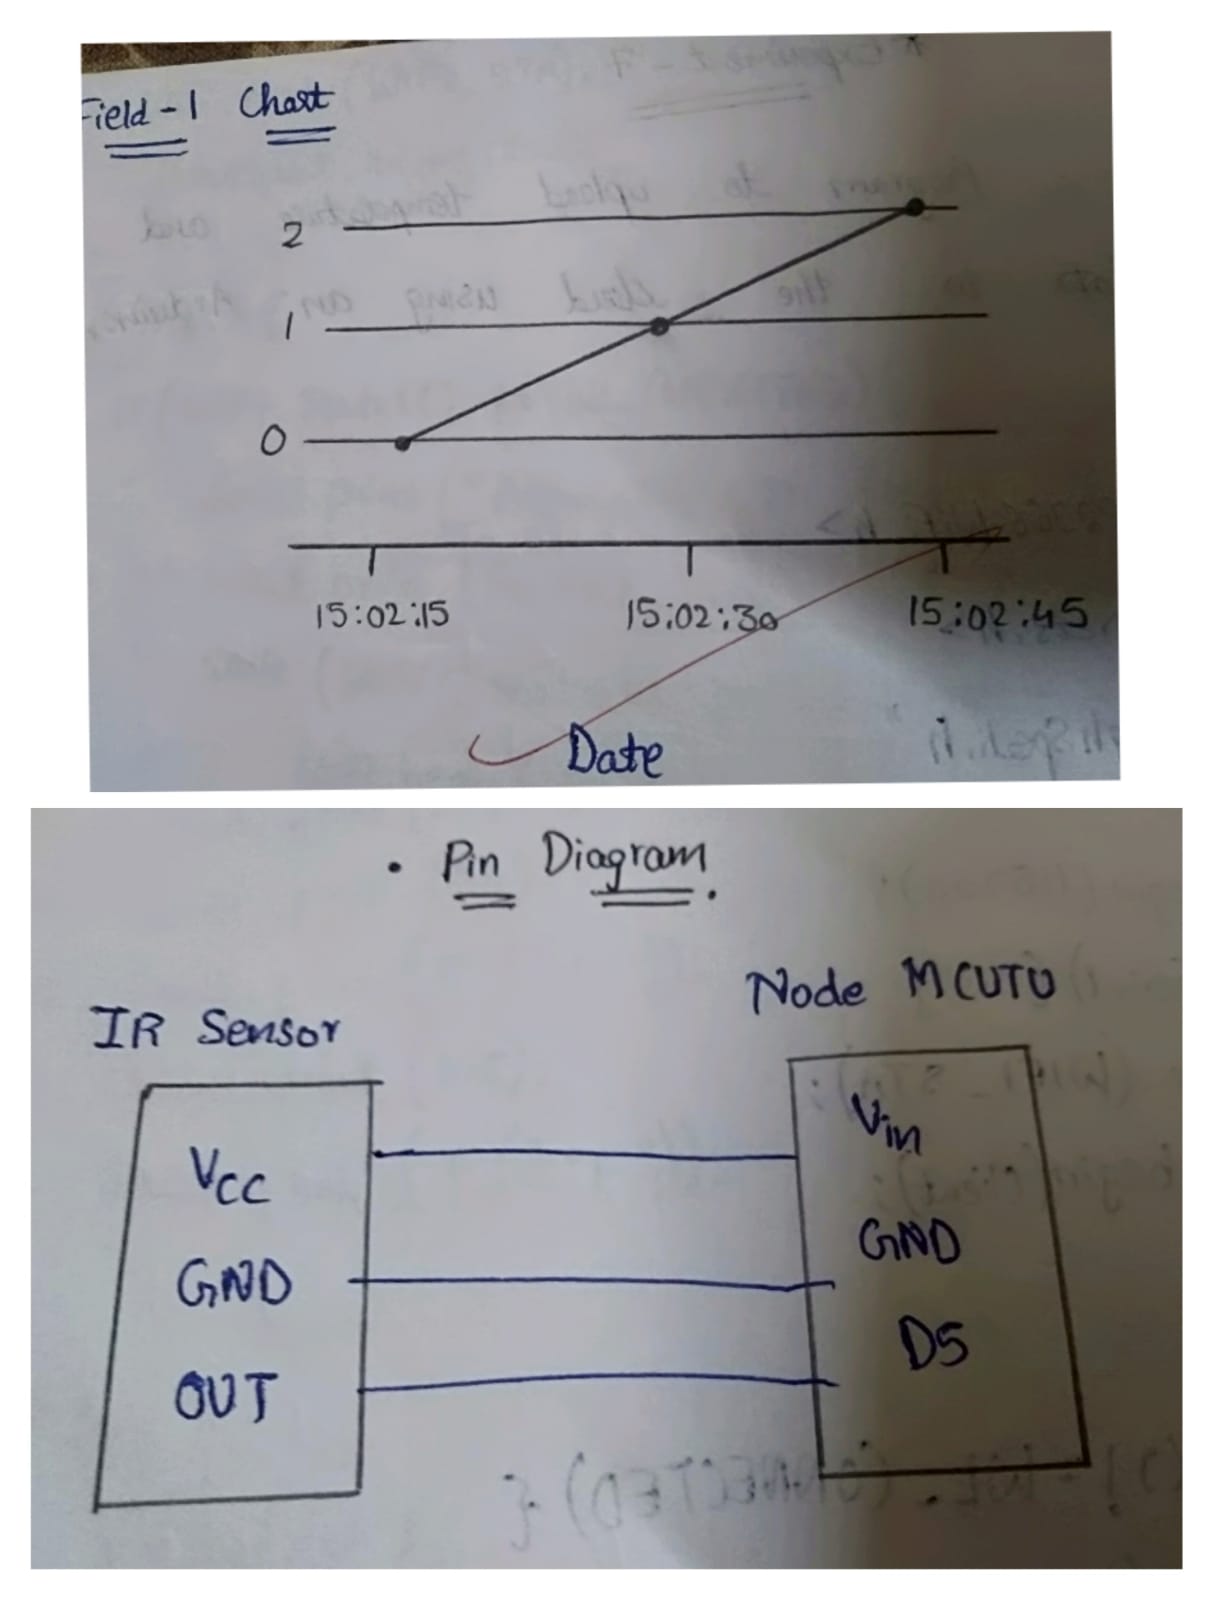 Field-1 Chart
2
1
0
15:02:15 15:02:30 15:02:45
Date
• Pin Diagram.
IR Sensor Node MCUTU
Vcc Vin
GND GND
OUT D5